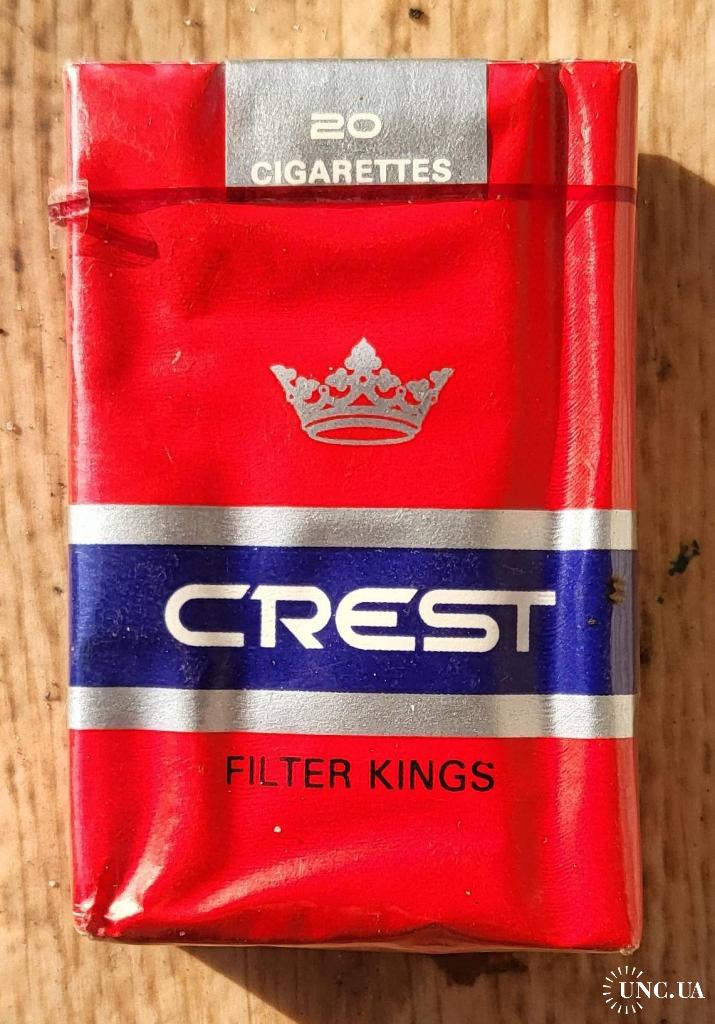 20
CIGARETTES
CREST
FILTER KINGS
UNC.UA